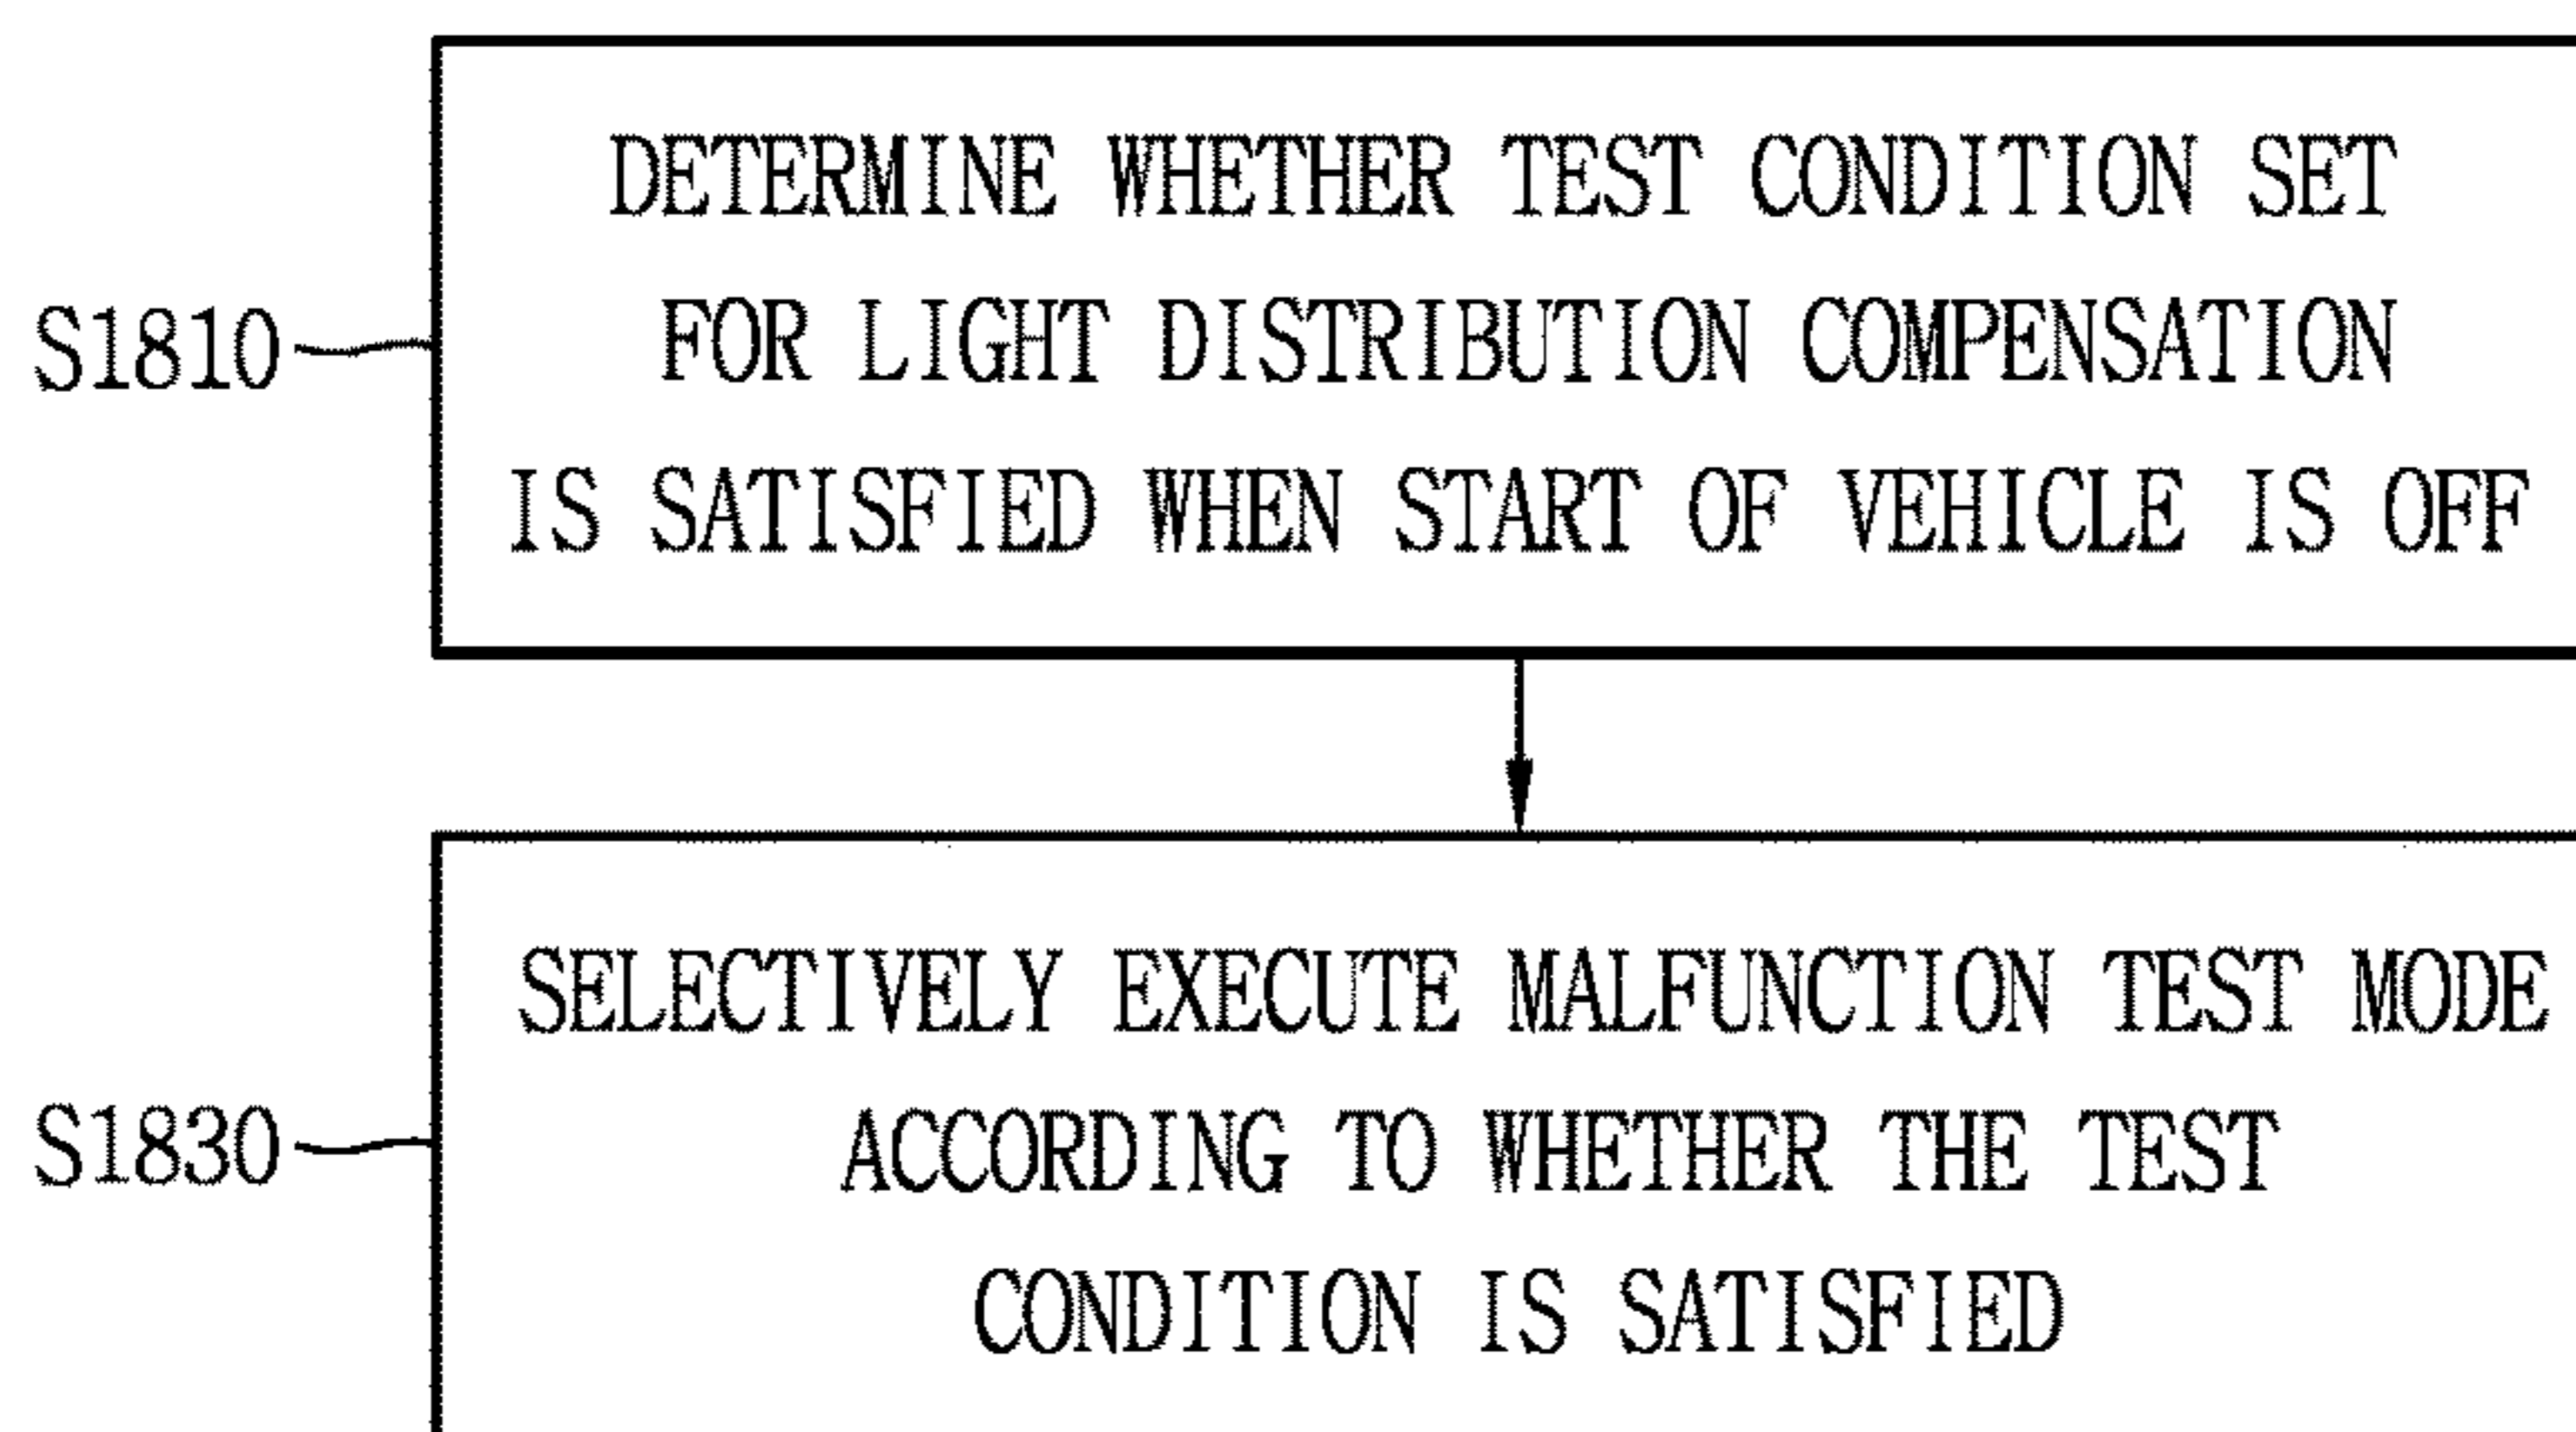 DETERMINE WHETHER TEST CONDITION SET
FOR LIGHT DISTRIBUTION COMPENSATION
IS SATISFIED WHEN START OF VEHICLE IS OFF
S1810
SELECTIVELY EXECUTE MALFUNCTION TEST MODE
ACCORDING TO WHETHER THE TEST
CONDITION IS SATISFIED
S1830